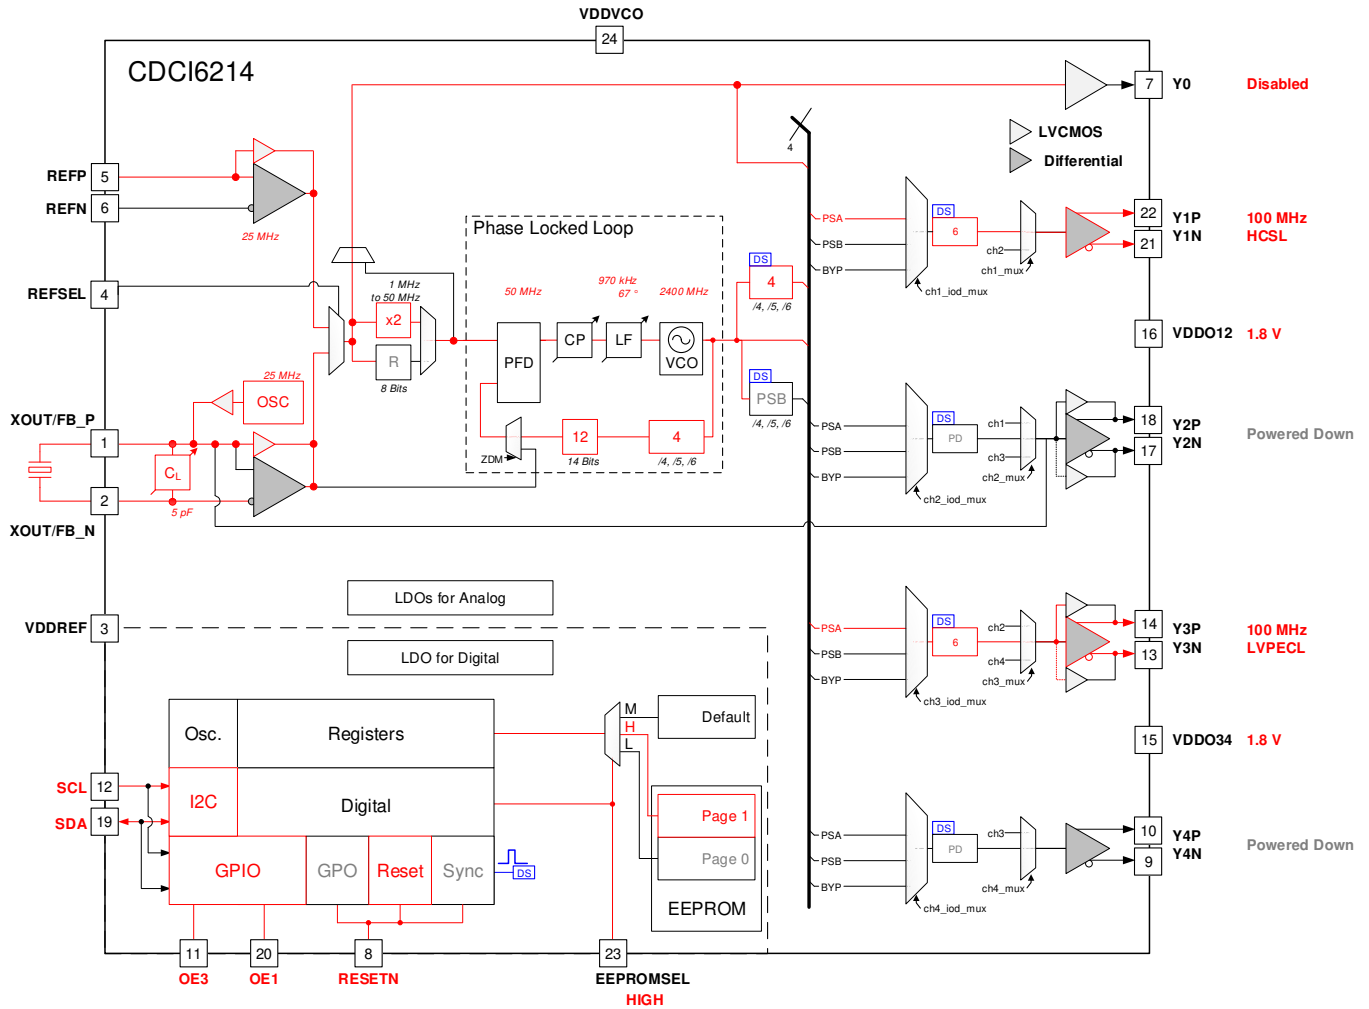 VDDVCO
24
CDCI6214
7
Y0
Disabled
4
LVCMOS
Differential
REFP
5
REFN
6
25 MHz
REFSEL
4
Phase Locked Loop
1 MHz
to 50 MHz
x2
R
8 Bits
50 MHz
970 kHz
67 °
2400 MHz
PFD
CP
LF
VCO
ZDM
12
14 Bits
4
/4, /5, /6
DS
4
/4, /5, /6
DS
PSB
/4, /5, /6
PSA
PSB
BYP
ch1_iod_mux
DS
6
ch2
ch1_mux
22
21
Y1P
Y1N
100 MHz
HCSL
16
VDDO12
1.8 V
25 MHz
OSC
XOUT/FB_P
1
CL
5 pF
2
XOUT/FB_N
PSA
PSB
BYP
ch2_iod_mux
DS
PD
ch1
ch3
ch2_mux
18
17
Y2P
Y2N
Powered Down
LDOs for Analog
VDDREF
3
LDO for Digital
PSA
PSB
BYP
ch3_iod_mux
DS
6
ch2
ch4
ch3_mux
14
13
Y3P
Y3N
100 MHz
LVPECL
15
VDDO34
1.8 V
Osc.
Registers
M
H
L
Default
SCL
12
SDA
19
I2C
Digital
Page 1
Page 0
EEPROM
GPIO
GPO
Reset
Sync
DS
PSA
PSB
BYP
ch4_iod_mux
DS
PD
ch3
ch4_mux
10
9
Y4P
Y4N
Powered Down
11
20
8
23
OE3
OE1
RESETN
EEPROMSEL
HIGH